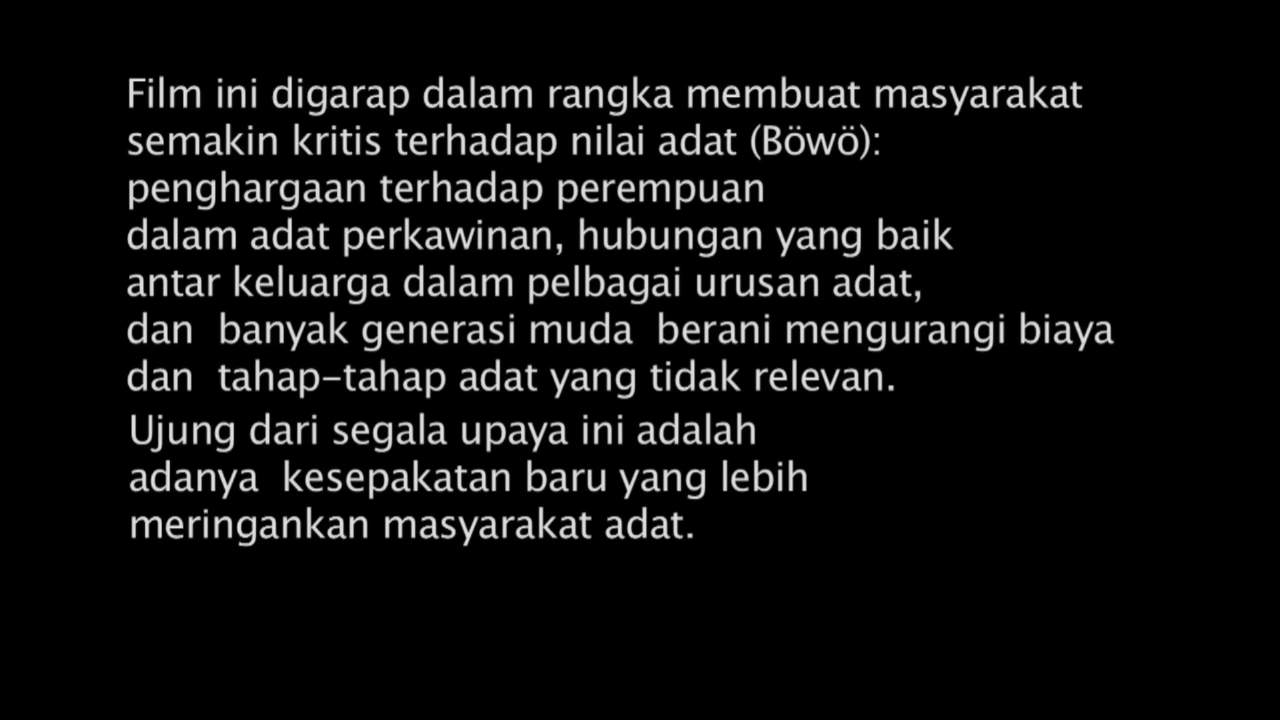 Film ini digarap dalam rangka membuat masyarakat
semakin kritis terhadap nilai adat (Böwö):
penghargaan terhadap perempuan
dalam adat perkawinan, hubungan yang baik
antar keluarga dalam pelbagai urusan adat,
dan  banyak generasi muda  berani mengurangi biaya
dan  tahap–tahap adat yang tidak relevan.
Ujung dari segala upaya ini adalah
adanya  kesepakatan baru yang lebih
meringankan masyarakat adat.